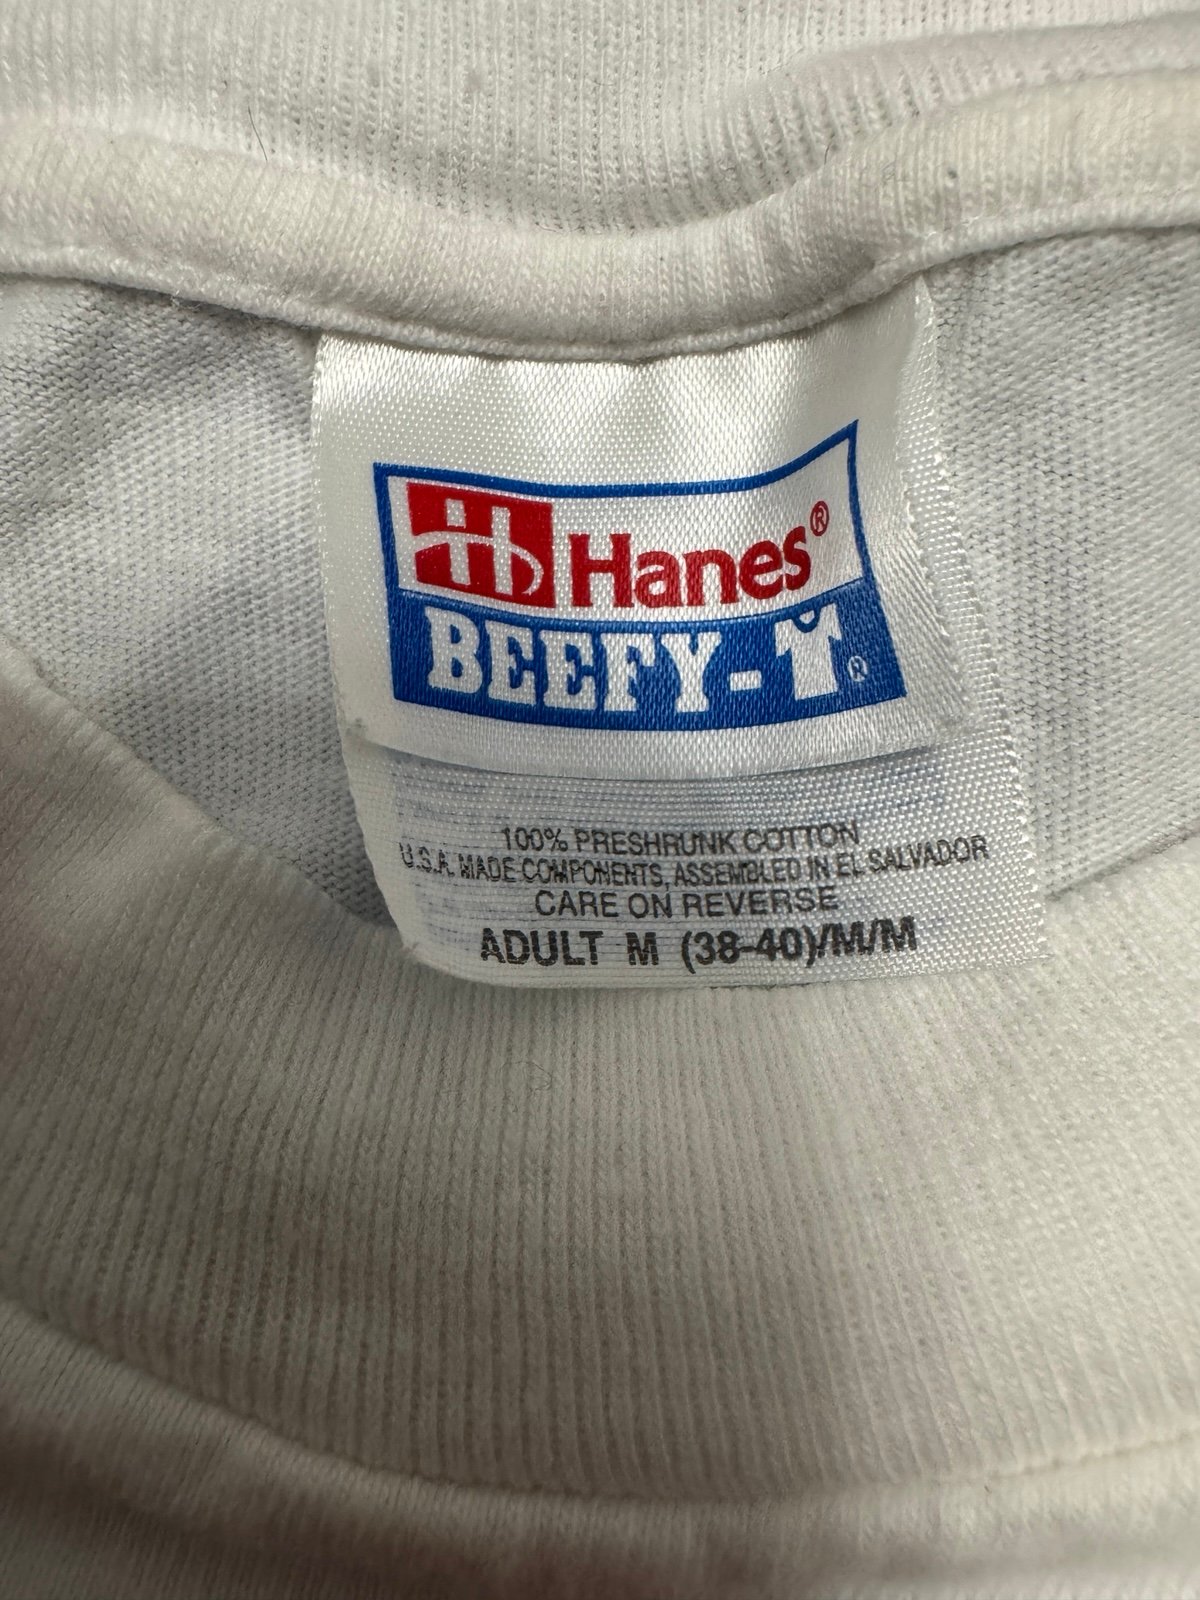 Hanes®
BEEFY-T®
100% PRESHRUNK COTTON
U.S.A. MADE COMPONENTS, ASSEMBLED IN EL SALVADOR
CARE ON REVERSE
ADULT M (38-40)/M/M